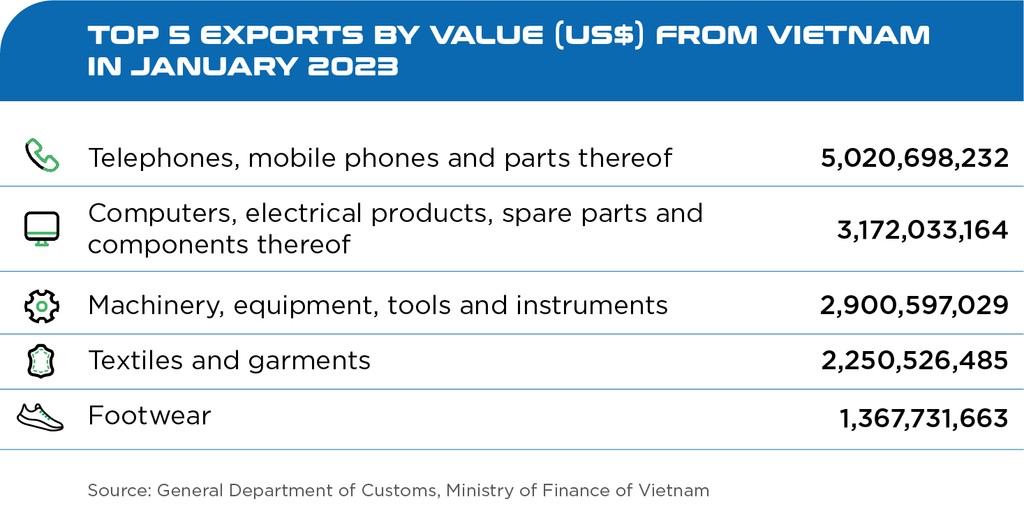 TOP 5 EXPORTS BY VALUE (US$) FROM VIETNAM
IN JANUARY 2023
Telephones, mobile phones and parts thereof 5,020,698,232
Computers, electrical products, spare parts and
components thereof 3,172,033,164
Machinery, equipment, tools and instruments 2,900,597,029
Textiles and garments 2,250,526,485
Footwear 1,367,731,663
Source: General Department of Customs, Ministry of Finance of Vietnam